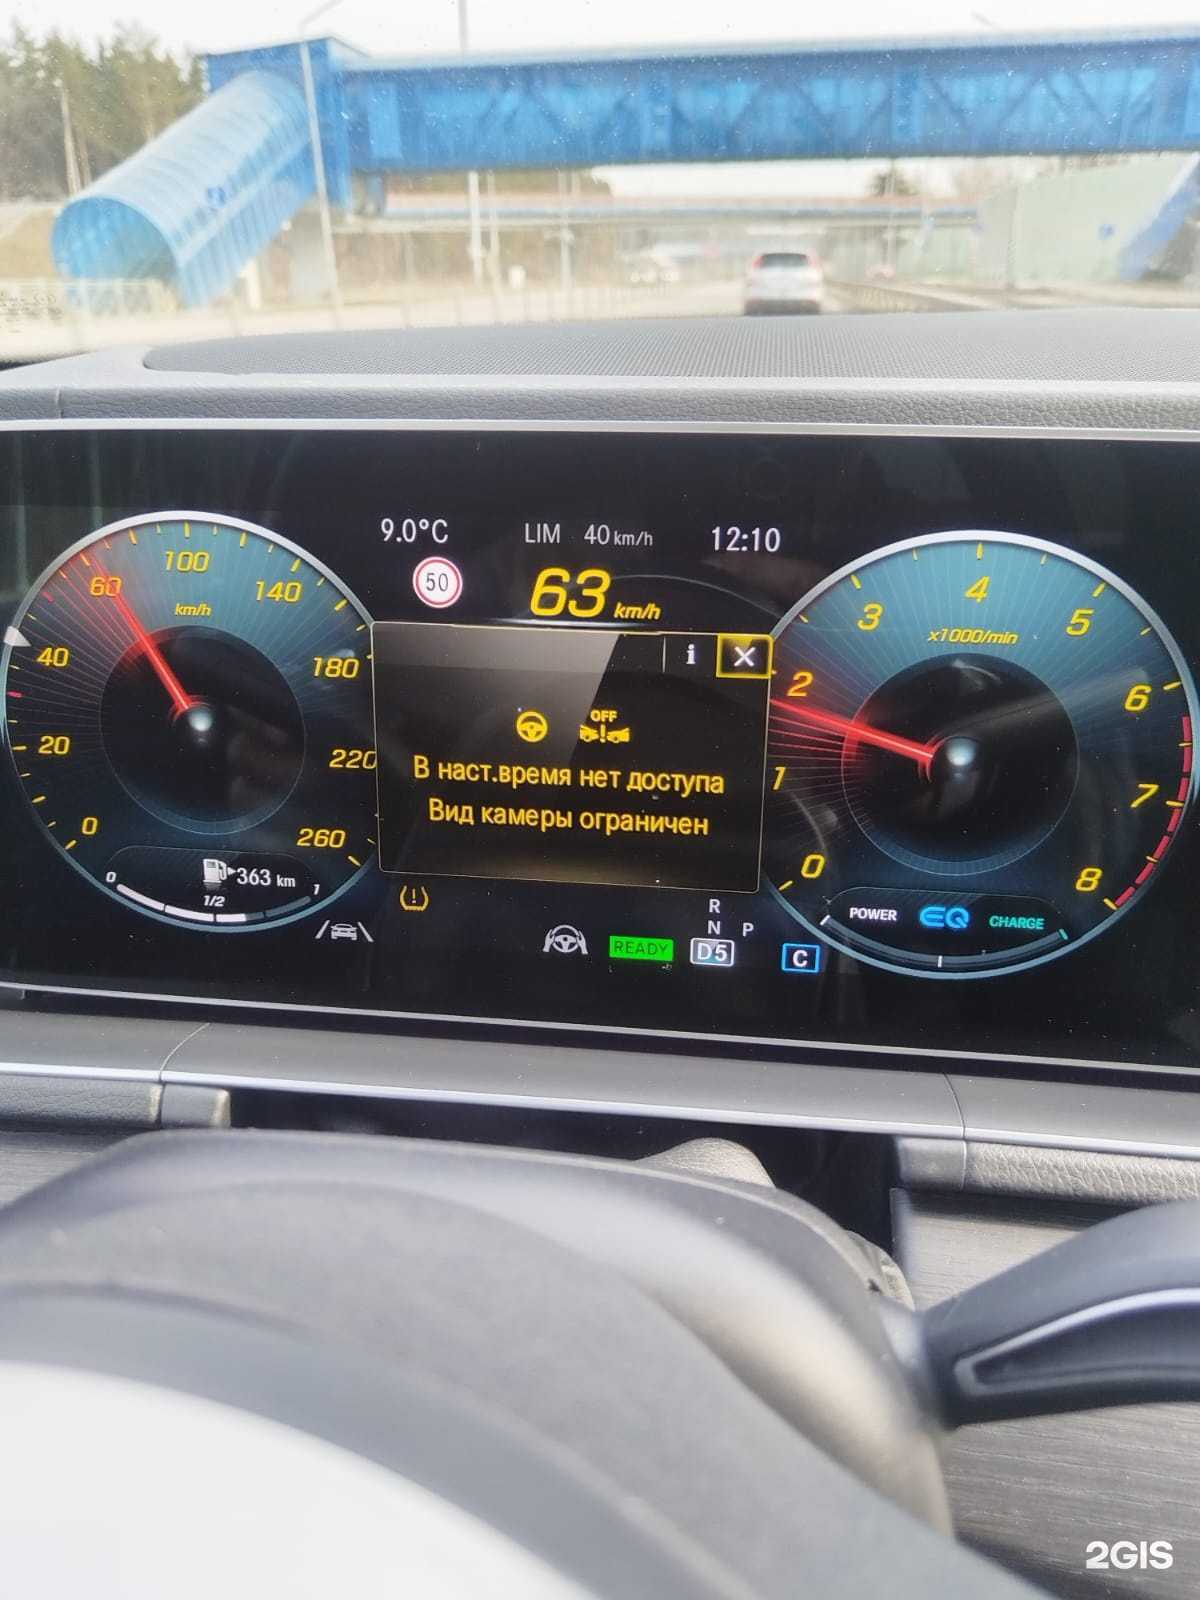 9.0°C LIM 40 km/h 12:10
50
63 km/h
0 20 40 60 100 140 180 220 260
km/h
363 km
0 1/2 1
i X
OFF
В наст.время нет доступа
Вид камеры ограничен
0 1 2 3 4 5 6 7 8
x1000/min
POWER EQ CHARGE
R
N P
READY D5 C
2GIS